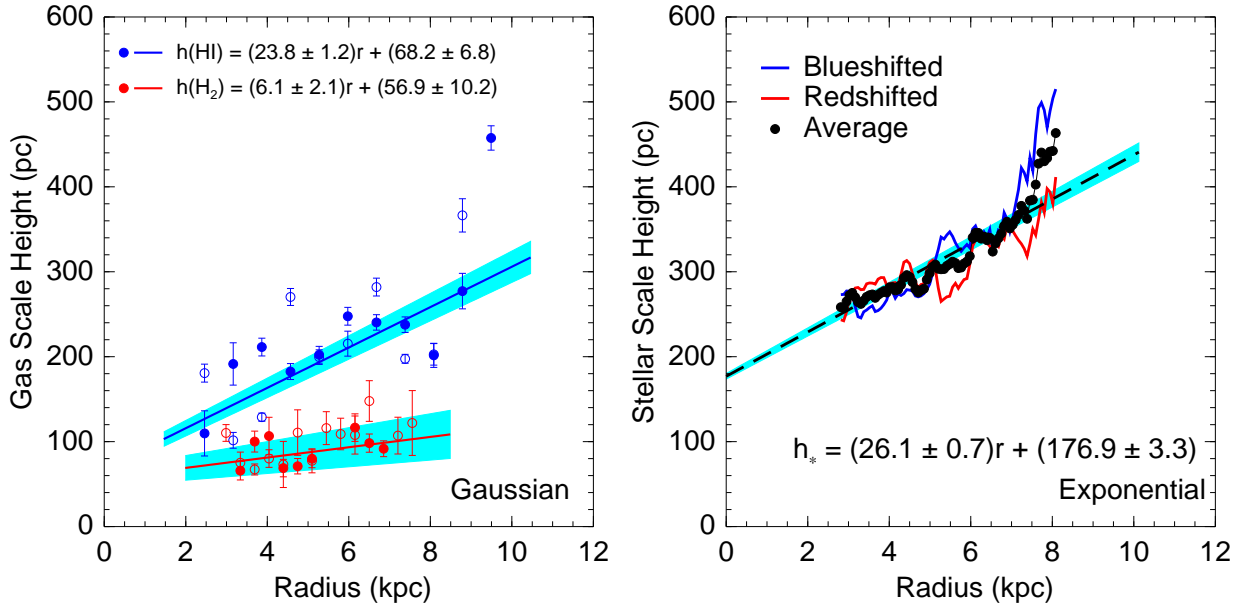 600
500
400
300
200
100
0
0 2 4 6 8 10 12
Gas Scale Height (pc)
Radius (kpc)
h(HI) = (23.8 ± 1.2)r + (68.2 ± 6.8)
h(H₂) = (6.1 ± 2.1)r + (56.9 ± 10.2)
Gaussian
600
500
400
300
200
100
0
0 2 4 6 8 10 12
Stellar Scale Height (pc)
Radius (kpc)
Blueshifted
Redshifted
Average
h* = (26.1 ± 0.7)r + (176.9 ± 3.3)
Exponential